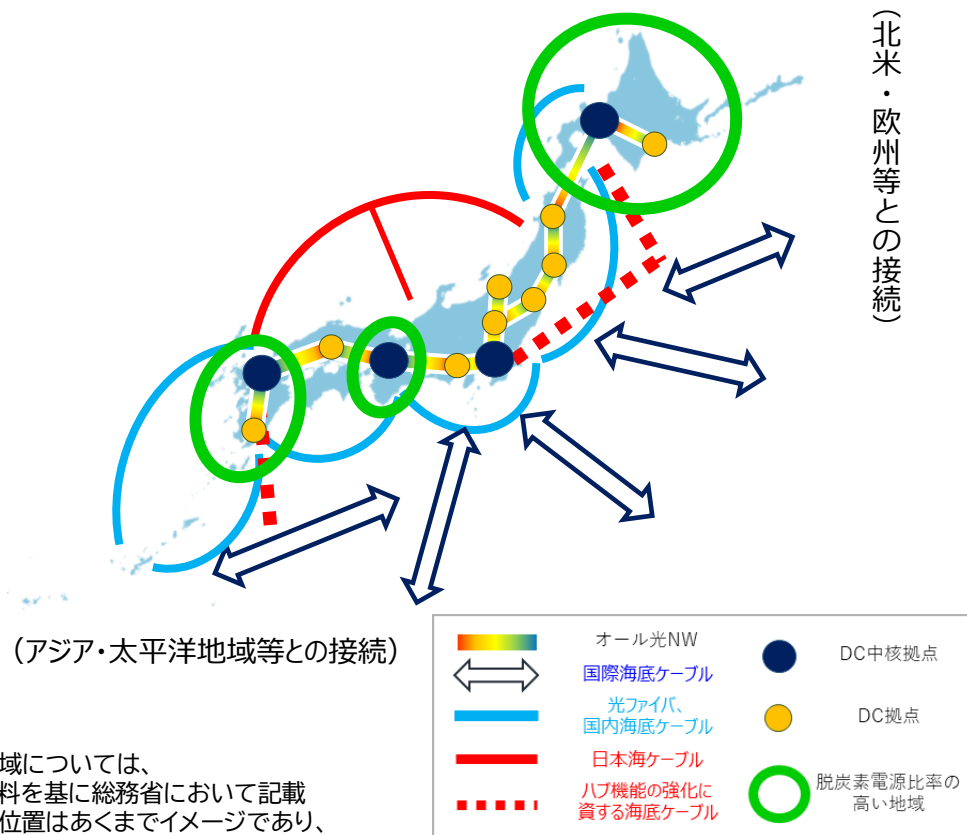 （北米・欧州等との接続）
（アジア・太平洋地域等との接続）
オール光NW
国際海底ケーブル
光ファイバ、
国内海底ケーブル
日本海ケーブル
ハブ機能の強化に
資する海底ケーブル
DC中核拠点
DC拠点
脱炭素電源比率の
高い地域
域については、
料を基に総務省において記載
位置はあくまでイメージであり、